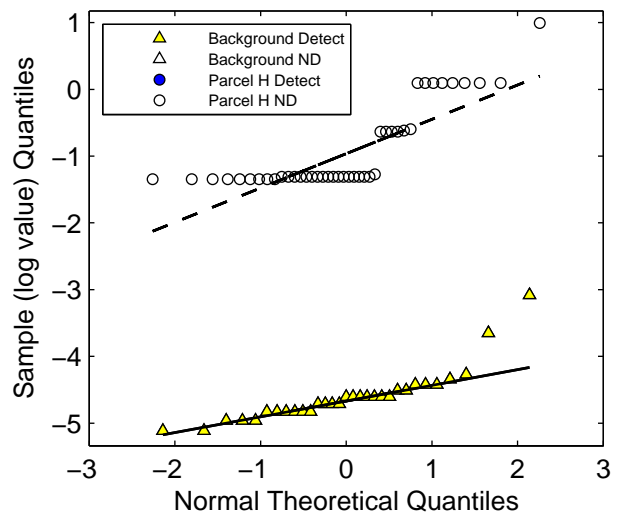 Background Detect
Background ND
Parcel H Detect
Parcel H ND
1
0
−1
−2
−3
−4
−5
Sample (log value) Quantiles
−3 −2 −1 0 1 2 3
Normal Theoretical Quantiles